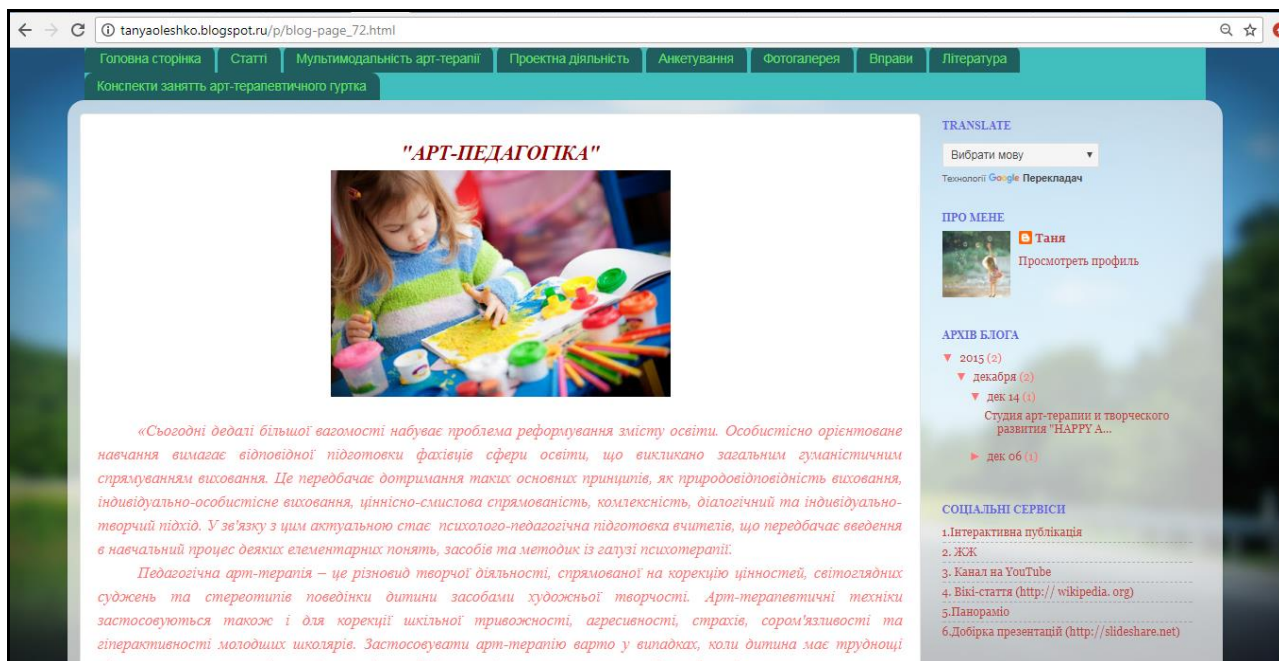 tanyaoleshko.blogspot.ru/p/blog-page_72.html
Головна сторінка
Статті
Мультимодальність арт-терапії
Проектна діяльність
Анкетування
Фотогалерея
Вправи
Література
Конспекти занятть арт-терапевтичного гуртка
"АРТ-ПЕДАГОГІКА"
«Сьогодні дедалі більшої вагомості набуває проблема реформування змісту освіти. Особистісно орієнтоване
навчання вимагає відповідної підготовки фахівців сфери освіти, що викликано загальним гуманістичним
спрямуванням виховання. Це передбачає дотримання таких основних принципів, як природовідповідність виховання,
індивідуально-особистісне виховання, ціннісно-смислова спрямованість, комлексність, діалогічний та індивідуально-
творчий підхід. У зв'язку з цим актуальною стає психолого-педагогічна підготовка вчителів, що передбачає введення
в навчальний процес деяких елементарних понять, засобів та методик із галузі психотерапії.
Педагогічна арт-терапія – це різновид творчої діяльності, спрямованої на корекцію цінностей, світоглядних
суджень та стереотипів поведінки дитини засобами художньої творчості. Арт-терапевтичні техніки
застосовуються також і для корекції шкільної тривожності, агресивності, страхів, сором'язливості та
гіперактивності молодших школярів. Застосовувати арт-терапію варто у випадках, коли дитина має труднощі
TRANSLATE
Вибрати мову
Технології Google Перекладач
ПРО МЕНЕ
Таня
Просмотреть профиль
АРХІВ БЛОГА
▼ 2015 (2)
▼ декабря (2)
▼ дек 14 (1)
Студия арт-терапии и творческого
развития "HAPPY A...
► дек 06 (1)
СОЦІАЛЬНІ СЕРВІСИ
1.Інтерактивна публікація
2. ЖЖ
3. Канал на YouTube
4. Вікі-стаття (http:// wikipedia. org)
5.Панораміо
6.Добірка презентацій (http://slideshare.net)